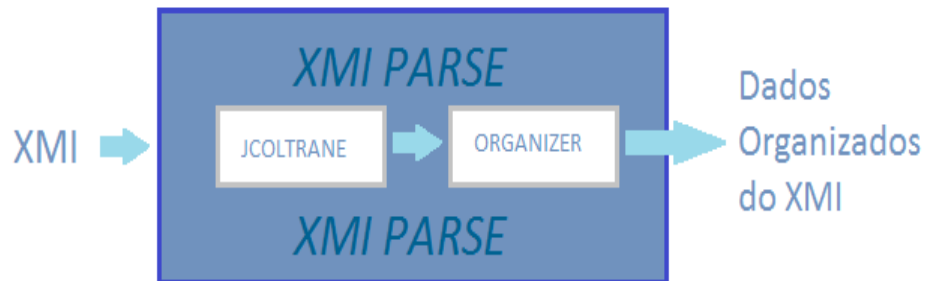 XMI PARSE
XMI
JCOLTRANE
ORGANIZER
Dados
Organizados
do XMI
XMI PARSE